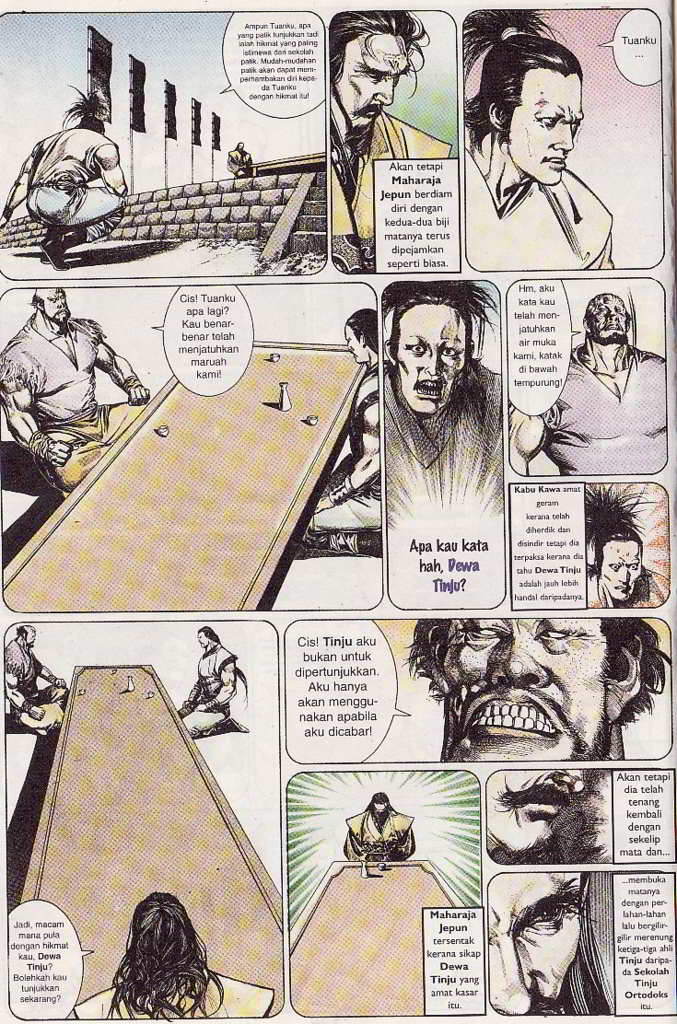 Ampun Tuanku, apa
yang patik tunjukkan tadi
ialah hikmat yang paling
istimewa dari sekolah
patik. Mudah-mudahan
patik akan dapat mem-
perhambakan diri kepa-
da Tuanku
dengan hikmat itu!
Akan tetapi
Maharaja
Jepun berdiam
diri dengan
kedua-dua biji
matanya terus
dipejamkan
seperti biasa.
Tuanku
...
Cis! Tuanku
apa lagi?
Kau benar-
benar telah
menjatuhkan
maruah
kami!
Apa kau kata
hah, Dewa
Tinju?
Hm, aku
kata kau
telah men-
jatuhkan
air muka
kami, katak
di bawah
tempurung!
Kabu Kawa amat
geram
kerana telah
diherdik dan
disindir tetapi dia
terpaksa kerana dia
tahu Dewa Tinju
adalah jauh lebih
handal daripadanya.
Jadi, macam
mana pula
dengan hikmat
kau, Dewa
Tinju?
Bolehkah kau
tunjukkan
sekarang?
Cis! Tinju aku
bukan untuk
dipertunjukkan.
Aku hanya
akan menggu-
nakan apabila
aku dicabar!
Maharaja
Jepun
tersentak
kerana sikap
Dewa
Tinju yang
amat kasar
itu.
Akan tetapi
dia telah
tenang
kembali
dengan
sekelip
mata dan...
...membuka
matanya
dengan per-
lahan-lahan
lalu bergilir-
gilir merenung
ketiga-tiga ahli
Tinju daripa-
da Sekolah
Tinju
Ortodoks
itu.